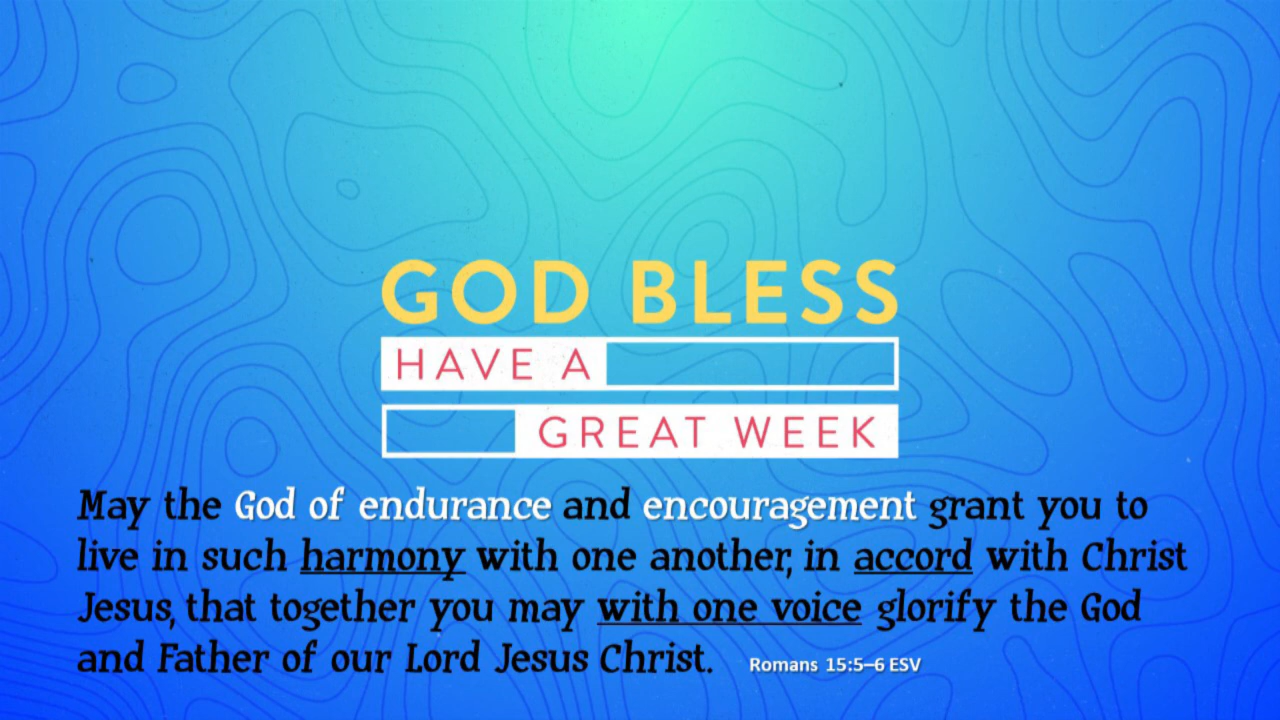 GOD BLESS
HAVE A
GREAT WEEK
May the God of endurance and encouragement grant you to
live in such harmony with one another, in accord with Christ
Jesus, that together you may with one voice glorify the God
and Father of our Lord Jesus Christ. Romans 15:5–6 ESV